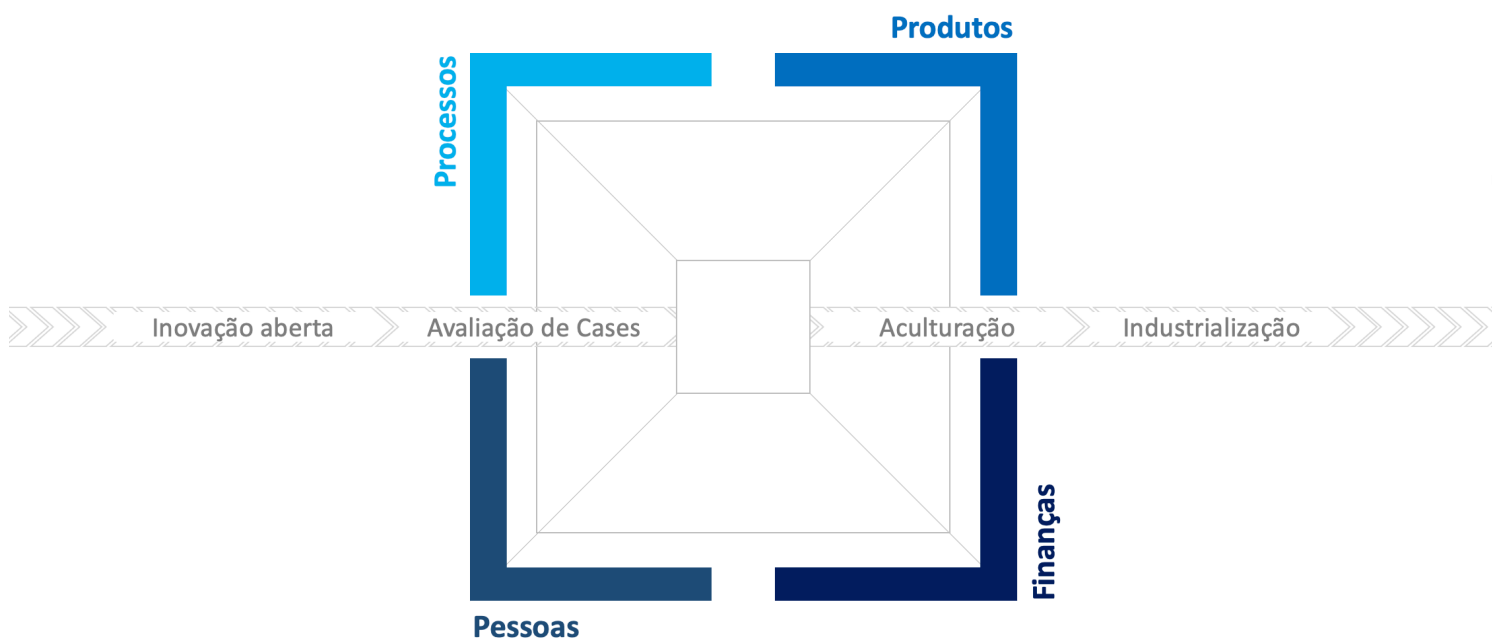 Produtos
Processos
Inovação aberta
Avaliação de Cases
Aculturação
Industrialização
Finanças
Pessoas